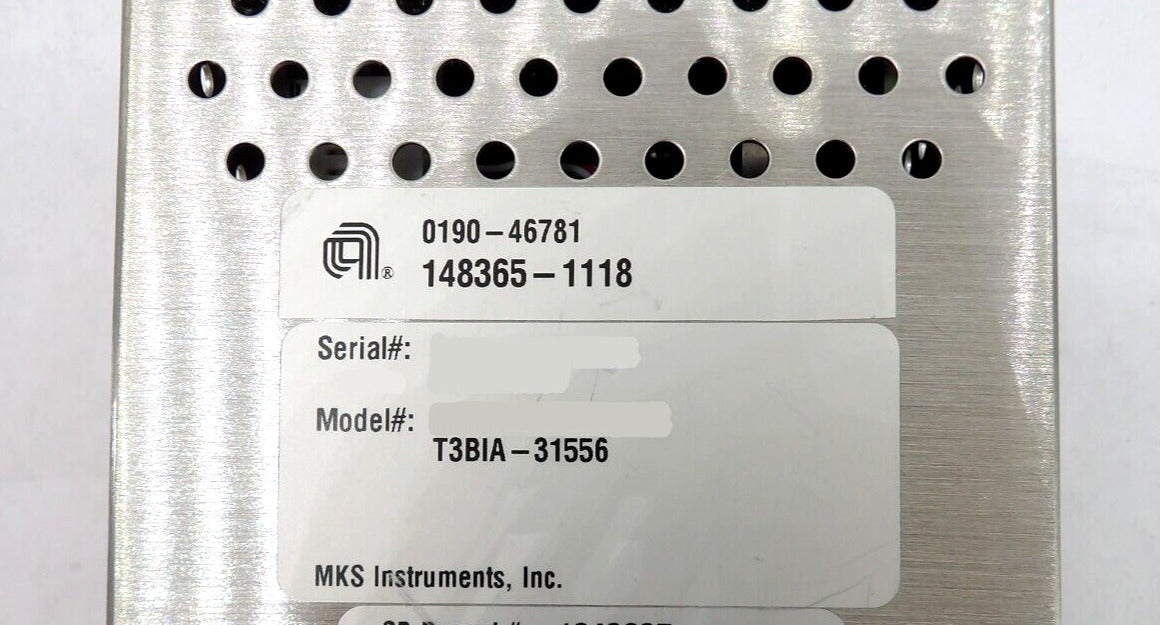 ®
0190-46781
148365-1118
Serial#:
Model#:
T3BIA-31556
MKS Instruments, Inc.